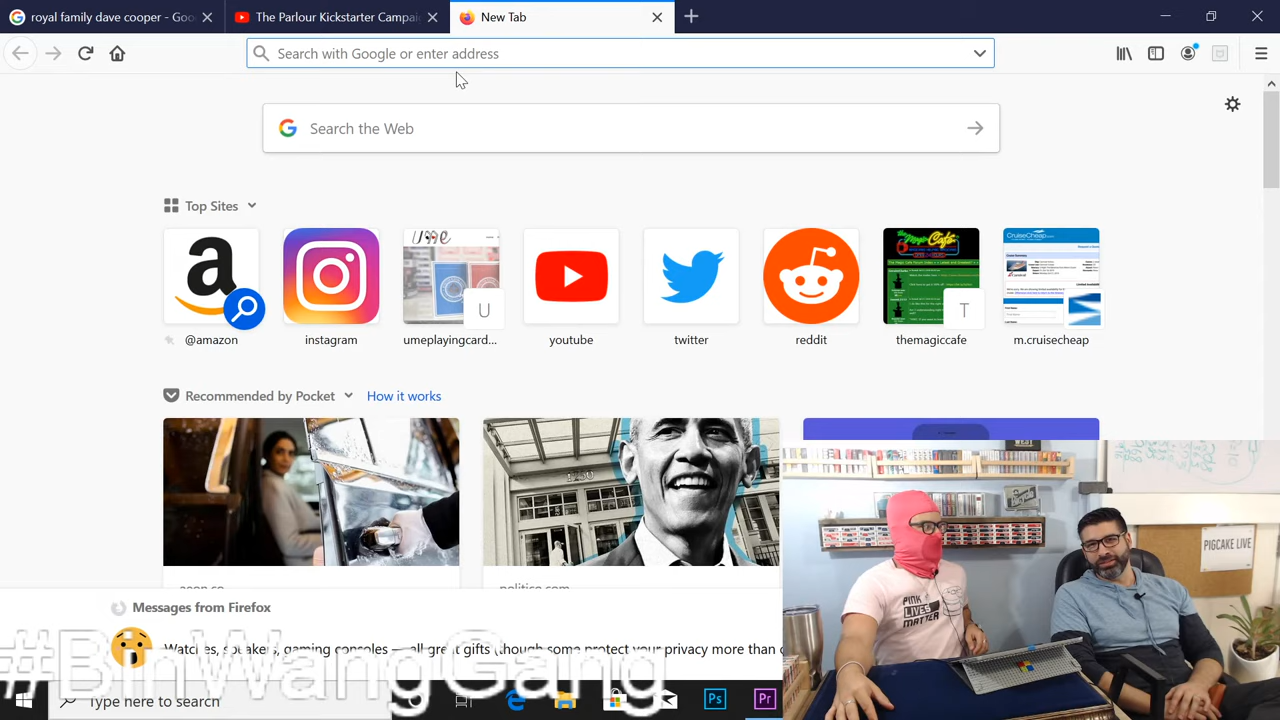 royal family dave cooper - Goo
The Parlour Kickstarter Campai
New Tab
Search with Google or enter address
Search the Web
Top Sites
U
T
@amazon
instagram
umeplayingcard...
youtube
twitter
reddit
themagiccafe
m.cruisecheap
Recommended by Pocket
How it works
politico.com
PIGCAKE LIVE
PINK
LIVES
MATTER
Messages from Firefox
Watches, speakers, gaming consoles — all great gifts (though some protect your privacy more than
#BinWangGang
Type here to search
Ps
Pr